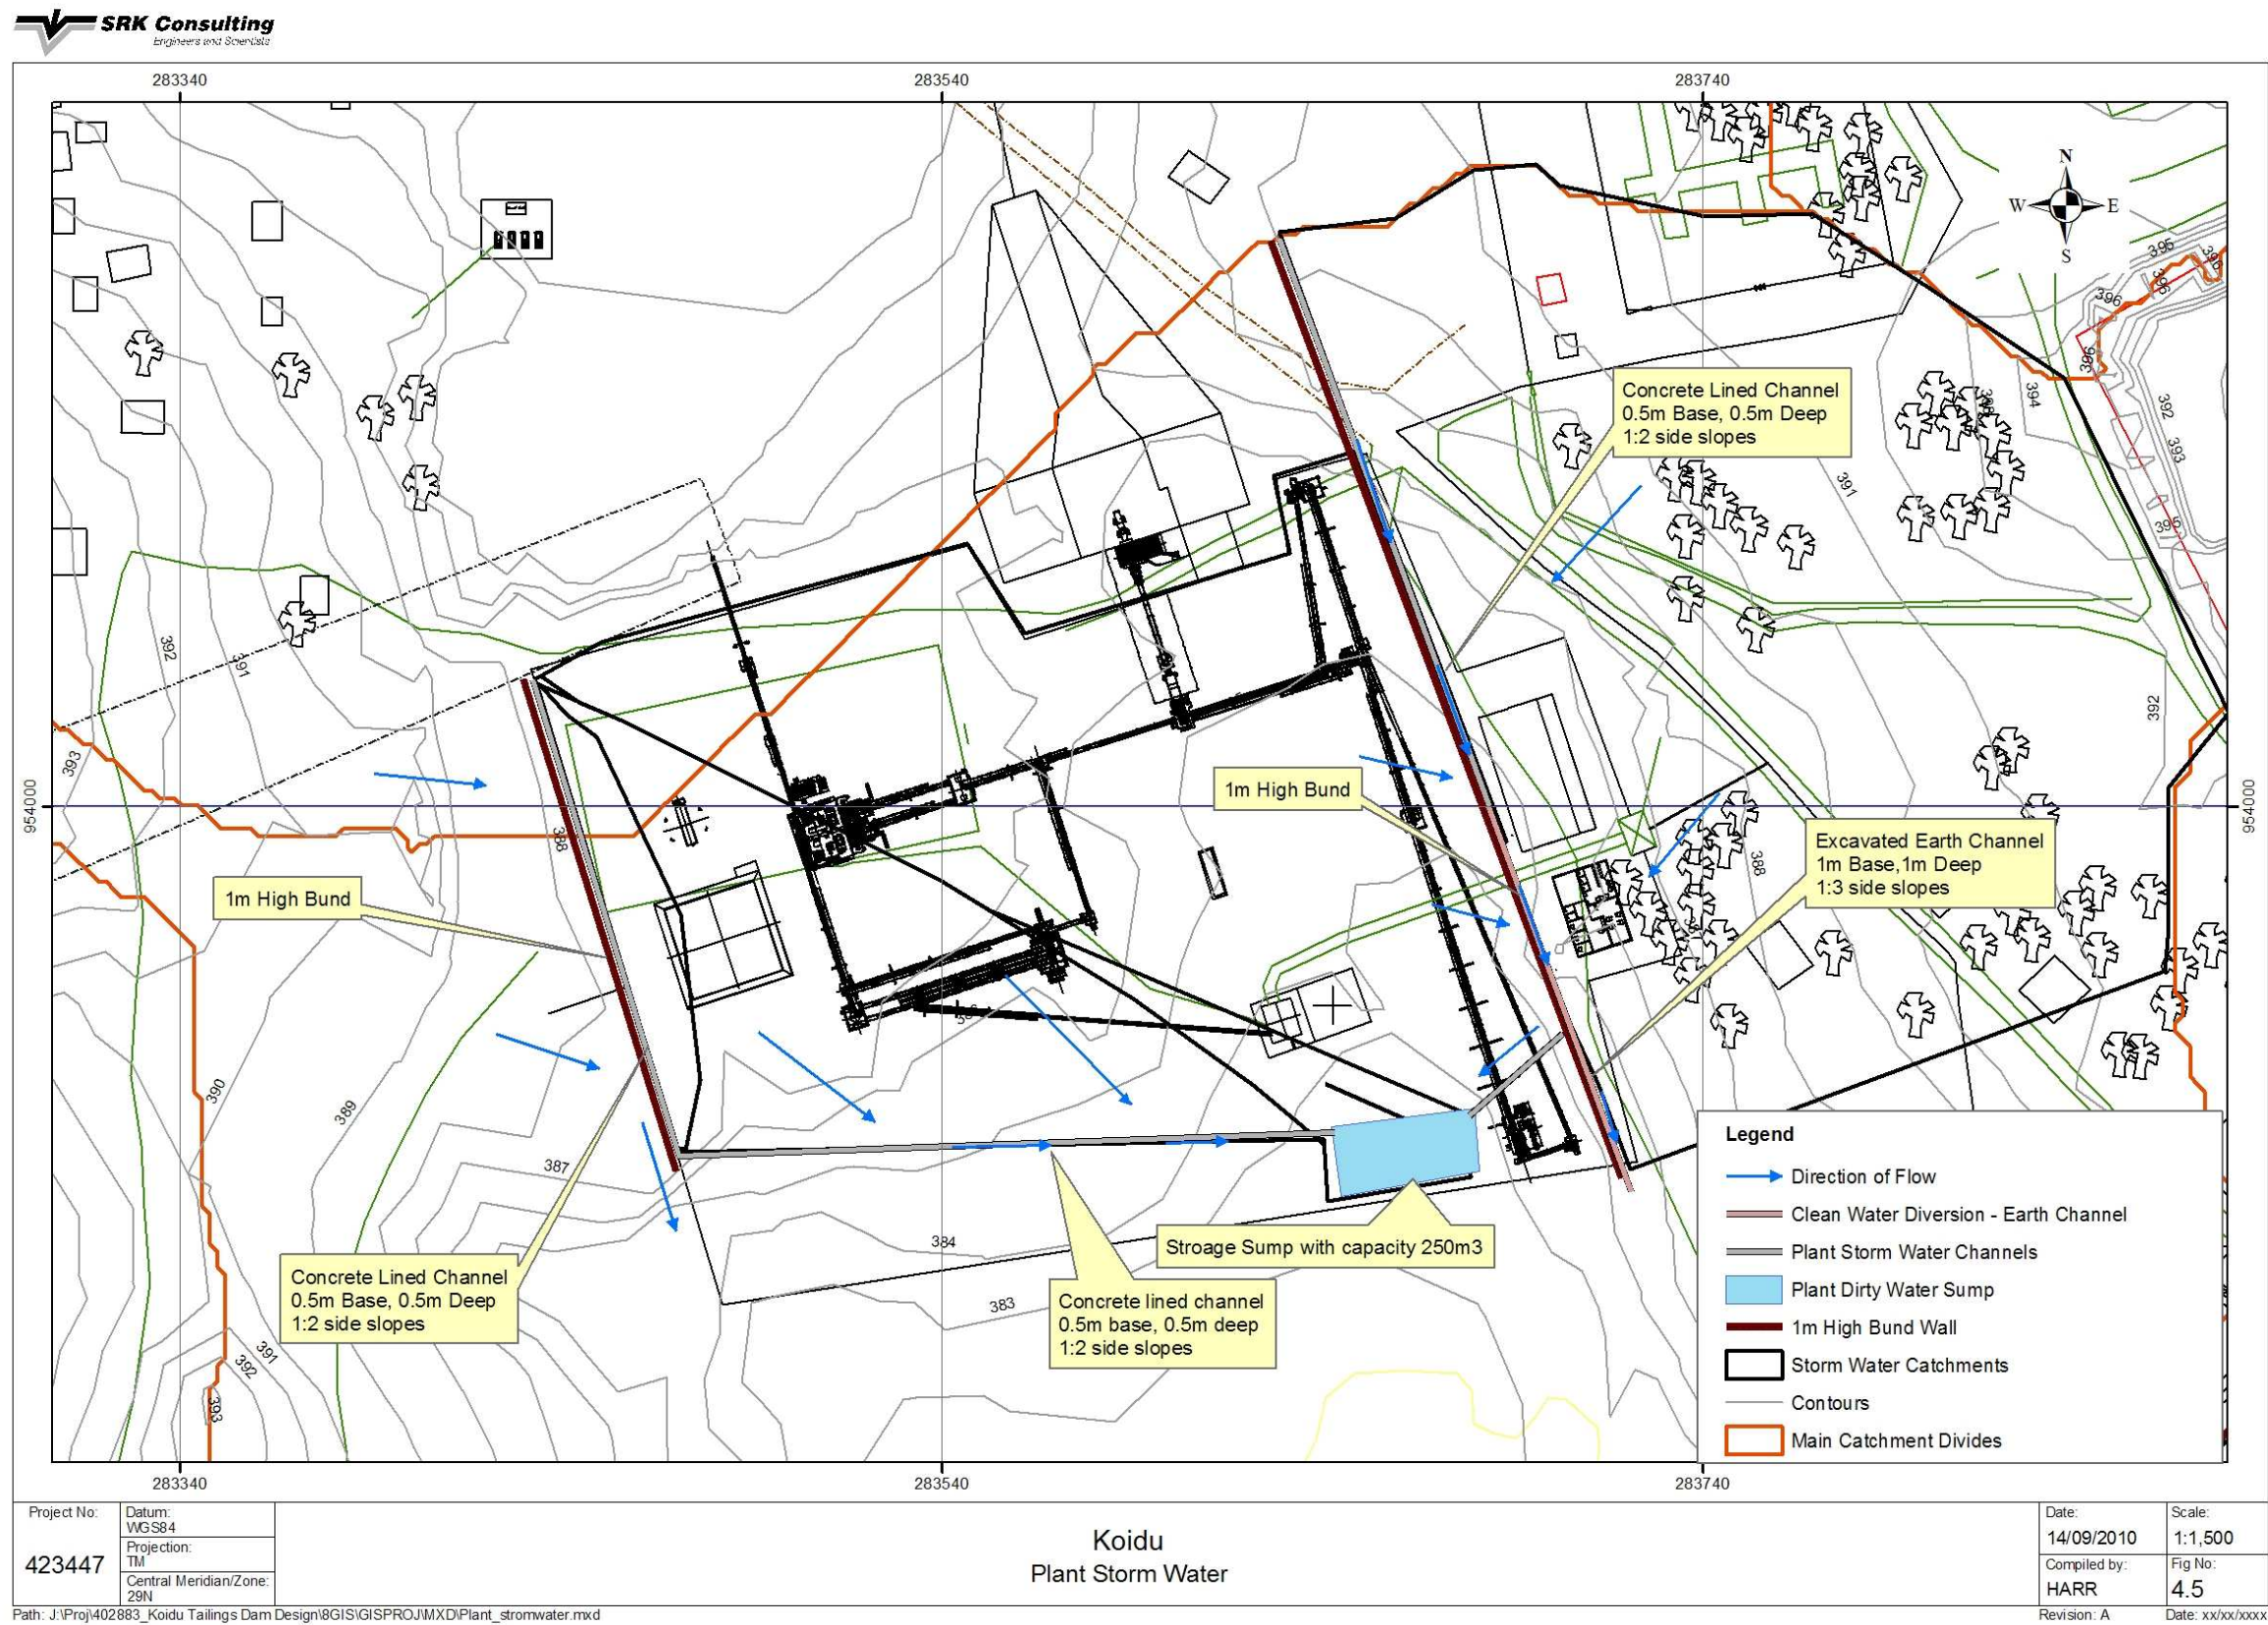 SRK Consulting
Engineers and Scientists
283340
283540
283740
N
W
E
S
395
396
396
396
396
392
393
394
395
391
392
392
391
393
388
388
390
389
387
384
383
391
392
393
954000
954000
Concrete Lined Channel
0.5m Base, 0.5m Deep
1:2 side slopes
1m High Bund
Excavated Earth Channel
1m Base,1m Deep
1:3 side slopes
1m High Bund
Concrete Lined Channel
0.5m Base, 0.5m Deep
1:2 side slopes
Stroage Sump with capacity 250m3
Concrete lined channel
0.5m base, 0.5m deep
1:2 side slopes
Legend
Direction of Flow
Clean Water Diversion - Earth Channel
Plant Storm Water Channels
Plant Dirty Water Sump
1m High Bund Wall
Storm Water Catchments
Contours
Main Catchment Divides
283340
283540
283740
Project No:
423447
Datum:
WGS84
Projection:
TM
Central Meridian/Zone:
29N
Koidu
Plant Storm Water
Date:
14/09/2010
Scale:
1:1,500
Compiled by:
HARR
Fig No:
4.5
Path: J:\Proj\402883_Koidu Tailings Dam Design\8GIS\GISPROJ\MXD\Plant_stromwater.mxd
Revision: A
Date: xx/xx/xxxx